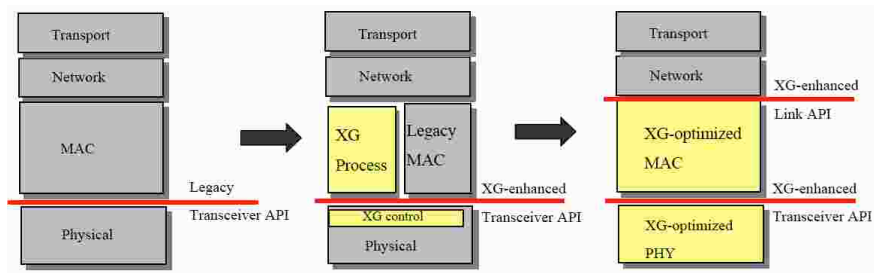 Transport
Network
MAC
Legacy
Transceiver API
Physical
Transport
Network
XG
Process
Legacy
MAC
XG-enhanced
Transceiver API
XG control
Physical
Transport
Network
XG-enhanced
Link API
XG-optimized
MAC
XG-enhanced
Transceiver API
XG-optimized
PHY